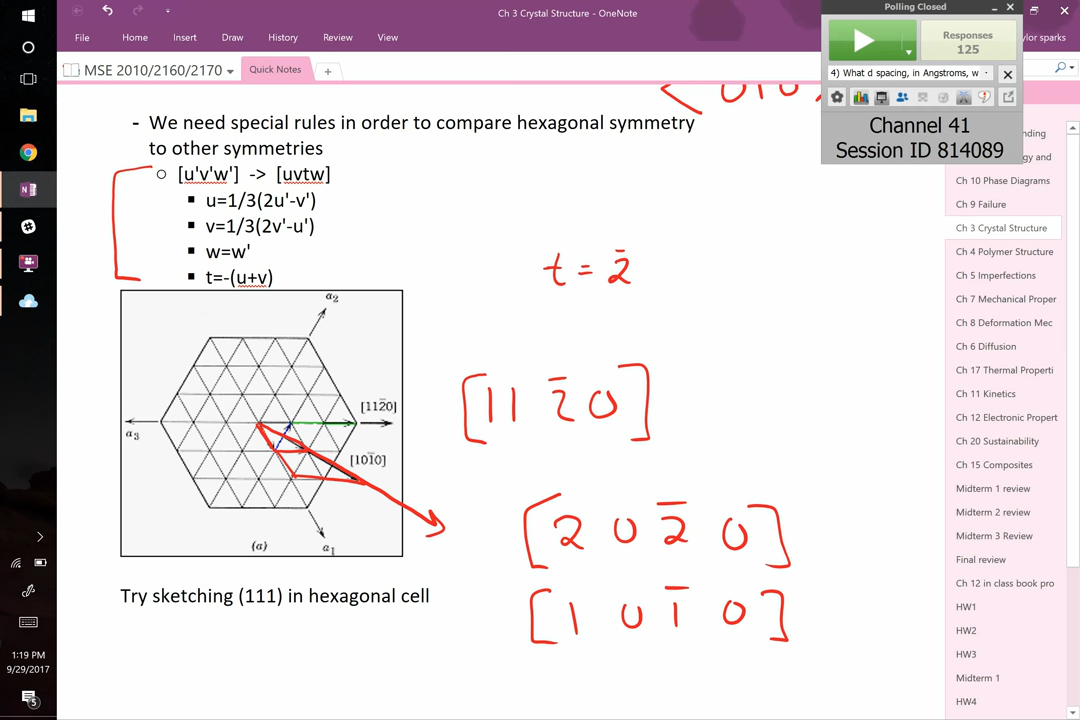 Ch 3 Crystal Structure - OneNote
File Home Insert Draw History Review View
MSE 2010/2160/2170
Quick Notes
Polling Closed
Responses
125
4) What d spacing, in Angstroms, w
Channel 41
Session ID 814089
ylor sparks
- We need special rules in order to compare hexagonal symmetry
to other symmetries
[u'v'w'] -> [uvtw]
u=1/3(2u'-v')
v=1/3(2v'-u')
w=w'
t=-(u+v)
t = 2̄
a₂
[112̄0]
a₃
[101̄0]
(a)
a₁
[11 2̄ 0]
[2 0 2̄ 0]
[1 0 1̄ 0]
Try sketching (111) in hexagonal cell
nding
gy and
Ch 10 Phase Diagrams
Ch 9 Failure
Ch 3 Crystal Structure
Ch 4 Polymer Structure
Ch 5 Imperfections
Ch 7 Mechanical Proper
Ch 8 Deformation Mec
Ch 6 Diffusion
Ch 17 Thermal Properti
Ch 11 Kinetics
Ch 12 Electronic Propert
Ch 20 Sustainability
Ch 15 Composites
Midterm 1 review
Midterm 2 review
Midterm 3 Review
Final review
Ch 12 in class book pro
HW1
HW2
HW3
Midterm 1
HW4
1:19 PM
9/29/2017
5